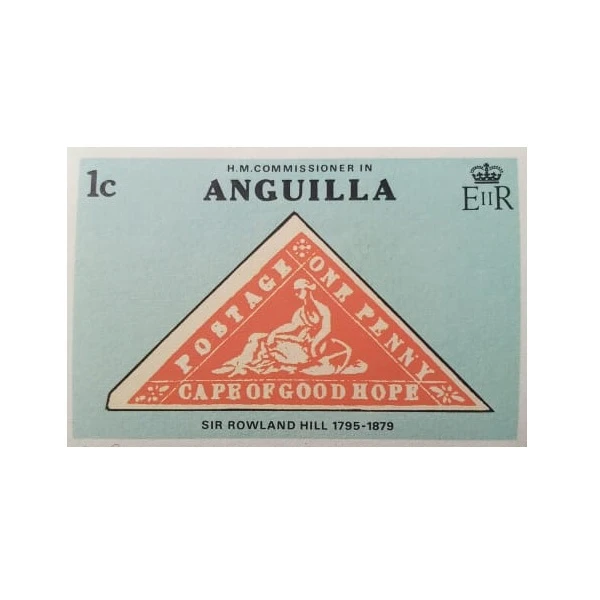 1c
H.M.COMMISSIONER IN
ANGUILLA
EIIR
POSTAGE
ONE PENNY
CAPE OF GOOD HOPE
SIR ROWLAND HILL 1795-1879